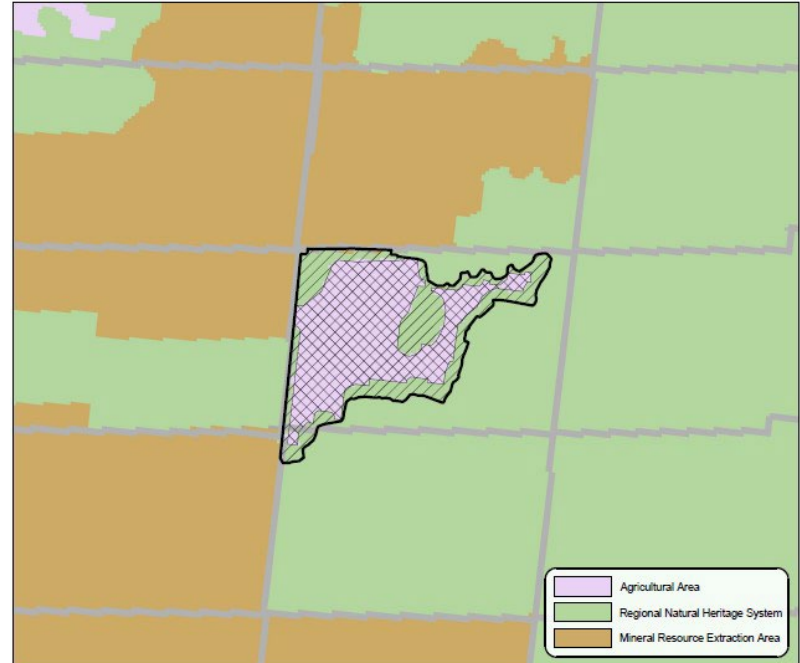 Agricultural Area
Regional Natural Heritage System
Mineral Resource Extraction Area